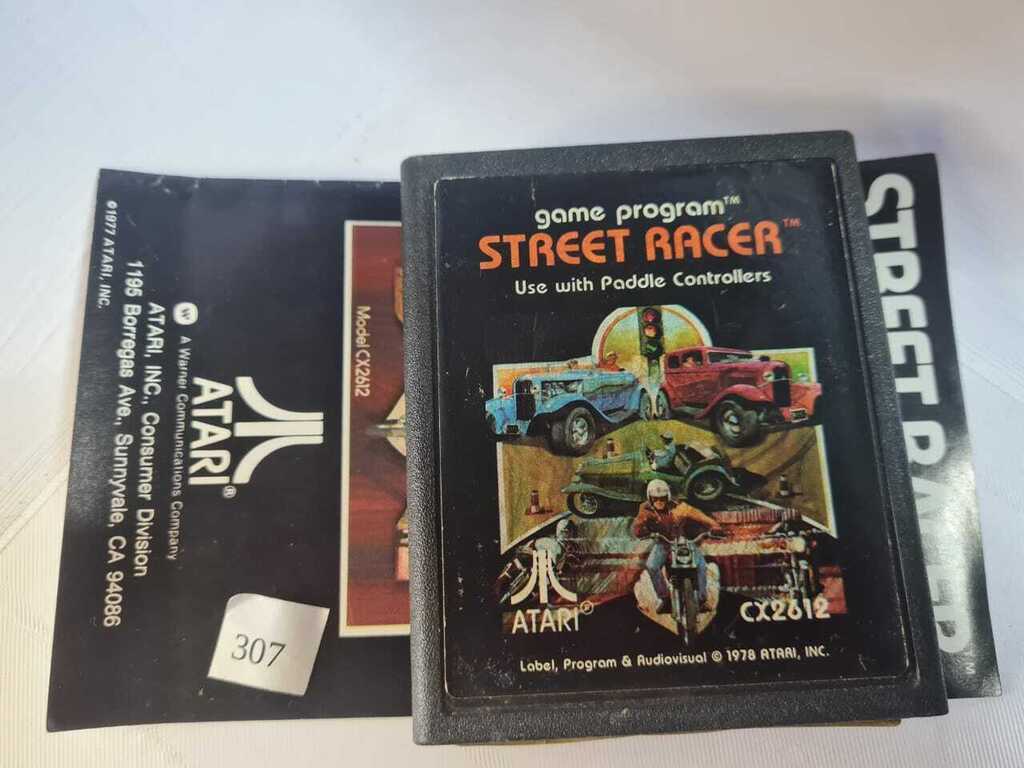 game program™
STREET RACER™
Use with Paddle Controllers
ATARI®
CX2612
Label, Program & Audiovisual © 1978 ATARI, INC.
STREET RACER
Model CX2612
ATARI®
W A Warner Communications Company
ATARI, INC., Consumer Division
1195 Borregas Ave., Sunnyvale, CA 94086
©1977 ATARI, INC.
307